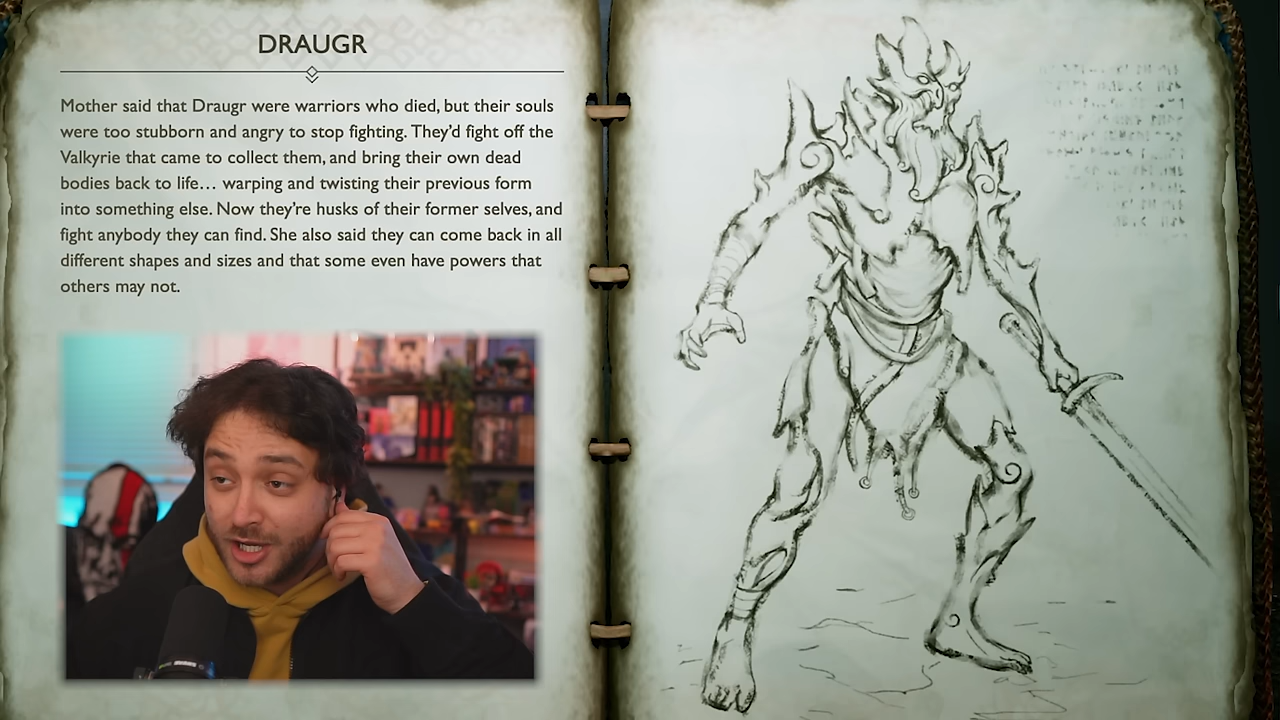 DRAUGR
Mother said that Draugr were warriors who died, but their souls
were too stubborn and angry to stop fighting. They'd fight off the
Valkyrie that came to collect them, and bring their own dead
bodies back to life... warping and twisting their previous form
into something else. Now they're husks of their former selves, and
fight anybody they can find. She also said they can come back in all
different shapes and sizes and that some even have powers that
others may not.